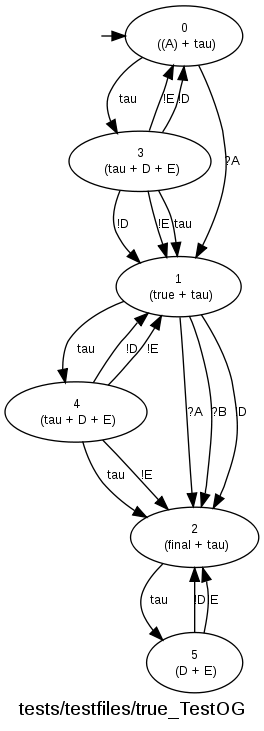 0
((A) + tau)
tau
!E
!D
?A
3
(tau + D + E)
!D
!E
tau
1
(true + tau)
tau
!D
!E
?A
?B
D
4
(tau + D + E)
tau
!E
2
(final + tau)
tau
!D
E
5
(D + E)
tests/testfiles/true_TestOG